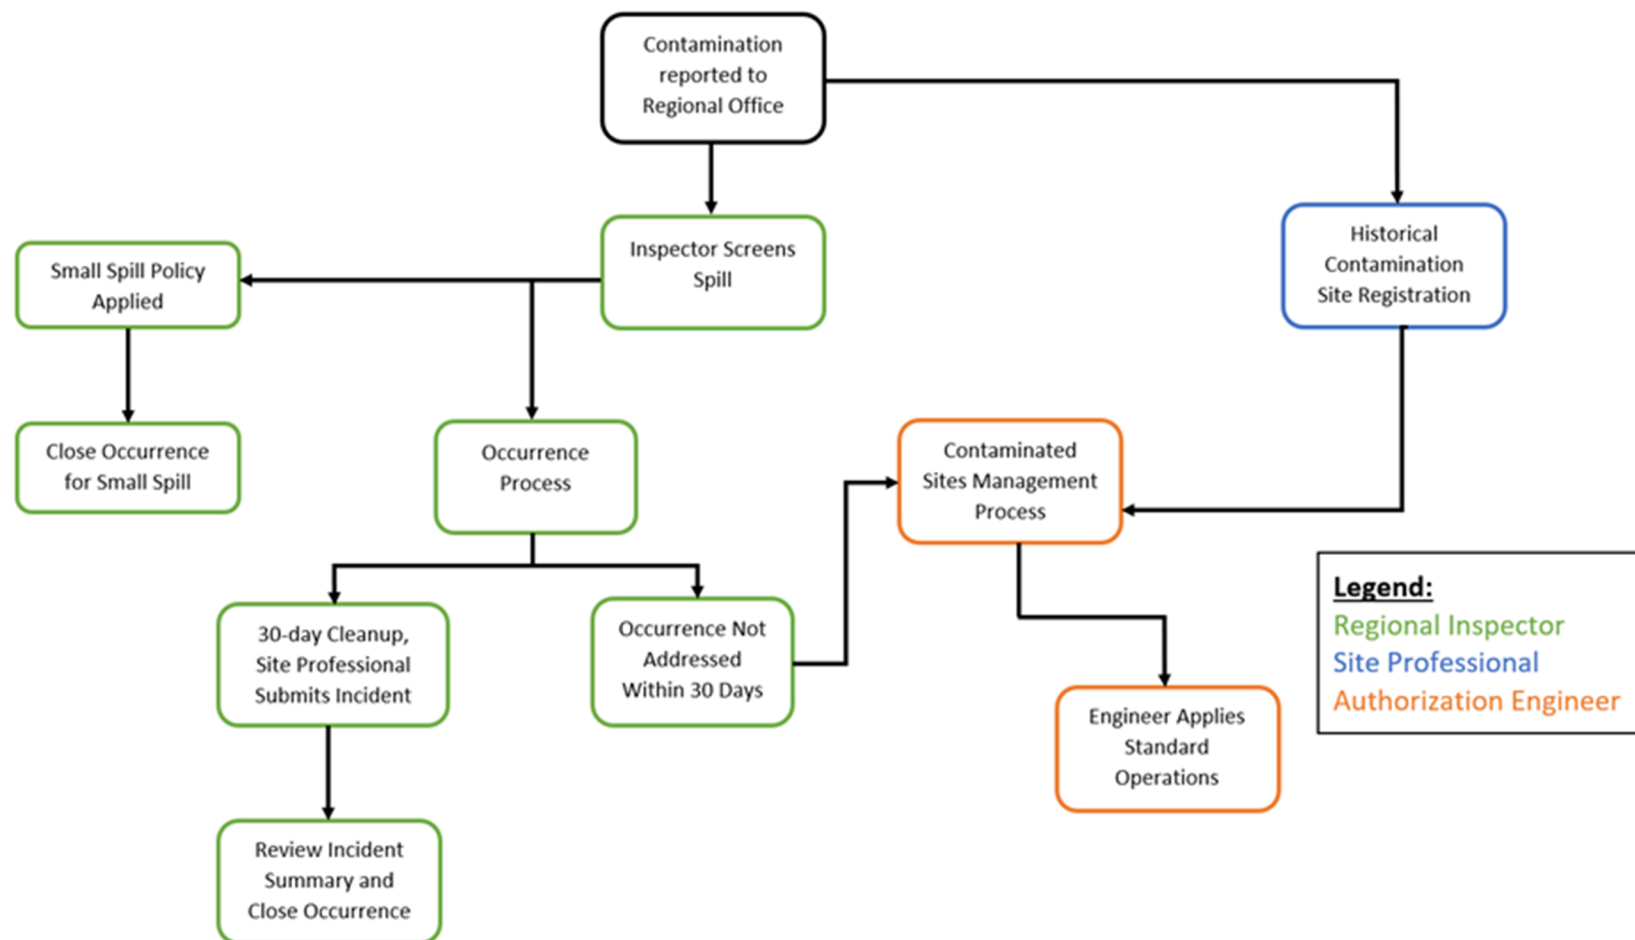 Contamination
reported to
Regional Office
Inspector Screens
Spill
Historical
Contamination
Site Registration
Small Spill Policy
Applied
Close Occurrence
for Small Spill
Occurrence
Process
Contaminated
Sites Management
Process
30-day Cleanup,
Site Professional
Submits Incident
Occurrence Not
Addressed
Within 30 Days
Engineer Applies
Standard
Operations
Review Incident
Summary and
Close Occurrence
Legend:
Regional Inspector
Site Professional
Authorization Engineer